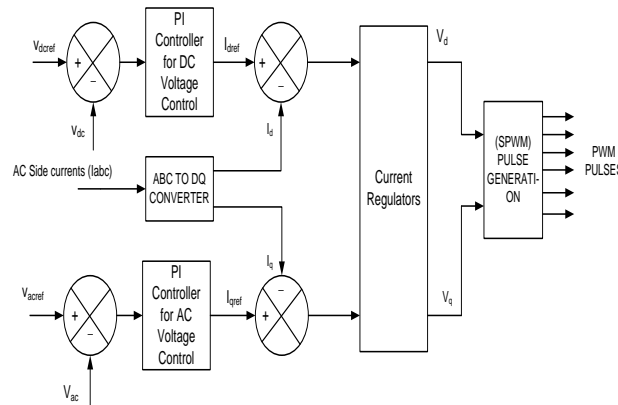 v_dcref
+
−
v_dc
PI
Controller
for DC
Voltage
Control
I_dref
+
−
I_d
AC Side currents (Iabc)
ABC TO DQ
CONVERTER
I_q
v_acref
+
−
V_ac
PI
Controller
for AC
Voltage
Control
I_qref
−
+
Current
Regulators
V_d
V_q
(SPWM)
PULSE
GENERATI-
ON
PWM
PULSES